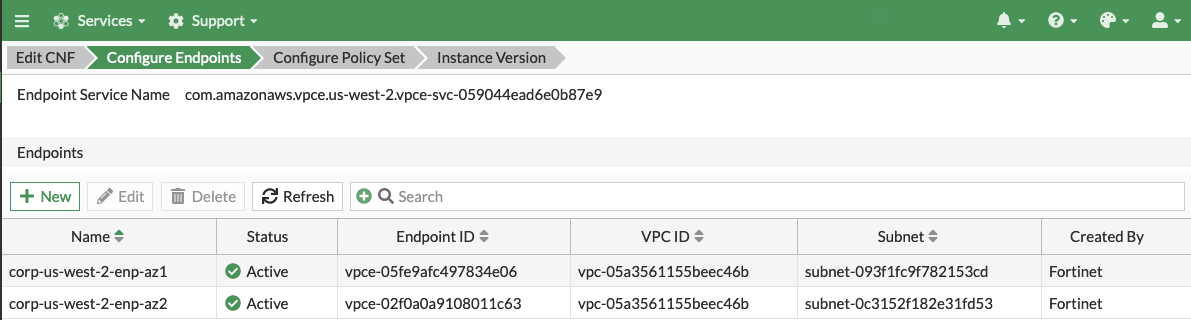 Services Support
Edit CNF Configure Endpoints Configure Policy Set Instance Version
Endpoint Service Name com.amazonaws.vpce.us-west-2.vpce-svc-059044ead6e0b87e9
Endpoints
New Edit Delete Refresh Search
Name Status Endpoint ID VPC ID Subnet Created By
corp-us-west-2-enp-az1 Active vpce-05fe9afc497834e06 vpc-05a3561155beec46b subnet-093f1fc9f782153cd Fortinet
corp-us-west-2-enp-az2 Active vpce-02f0a0a9108011c63 vpc-05a3561155beec46b subnet-0c3152f182e31fd53 Fortinet